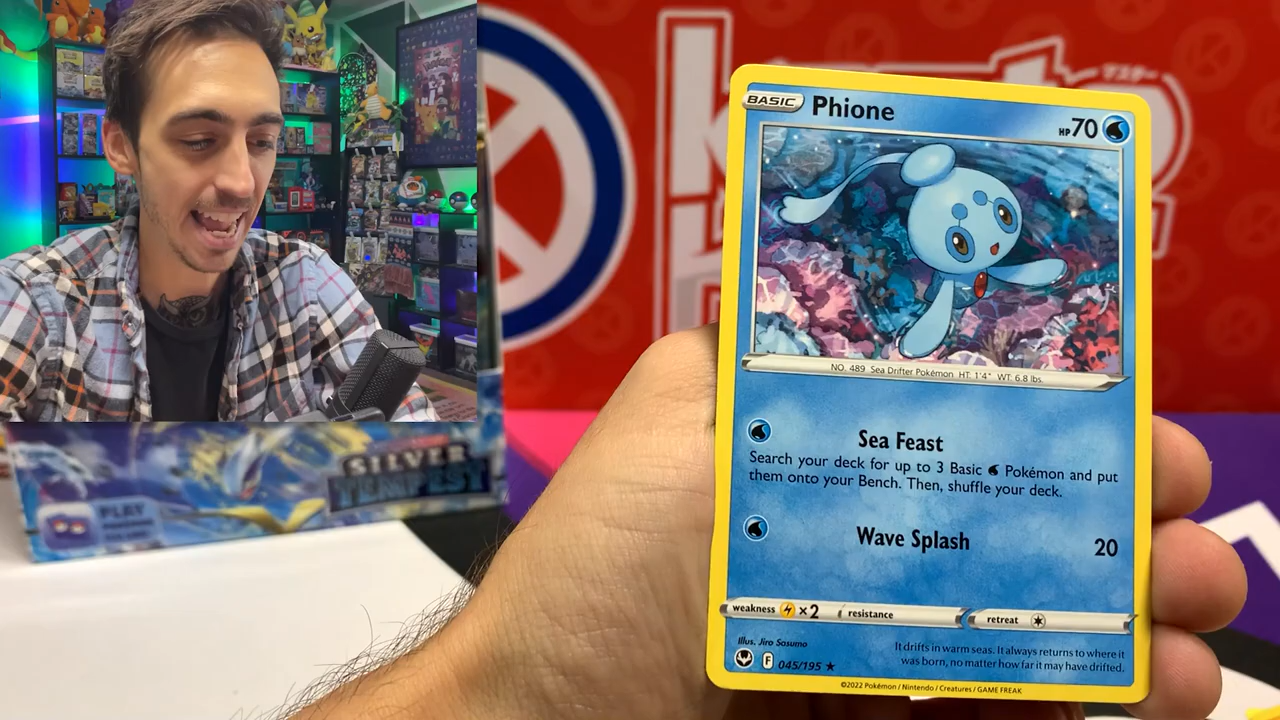 BASIC Phione HP70
NO. 489 Sea Drifter Pokémon HT: 1'4" WT: 6.8 lbs.
Sea Feast
Search your deck for up to 3 Basic Pokémon and put
them onto your Bench. Then, shuffle your deck.
Wave Splash 20
weakness ×2 resistance retreat
Illus. Jiro Sasumo
It drifts in warm seas. It always returns to where it
was born, no matter how far it may have drifted.
F 045/195 ★
©2022 Pokémon / Nintendo / Creatures / GAME FREAK
マスター
SILVER
TEMPEST
PLAY